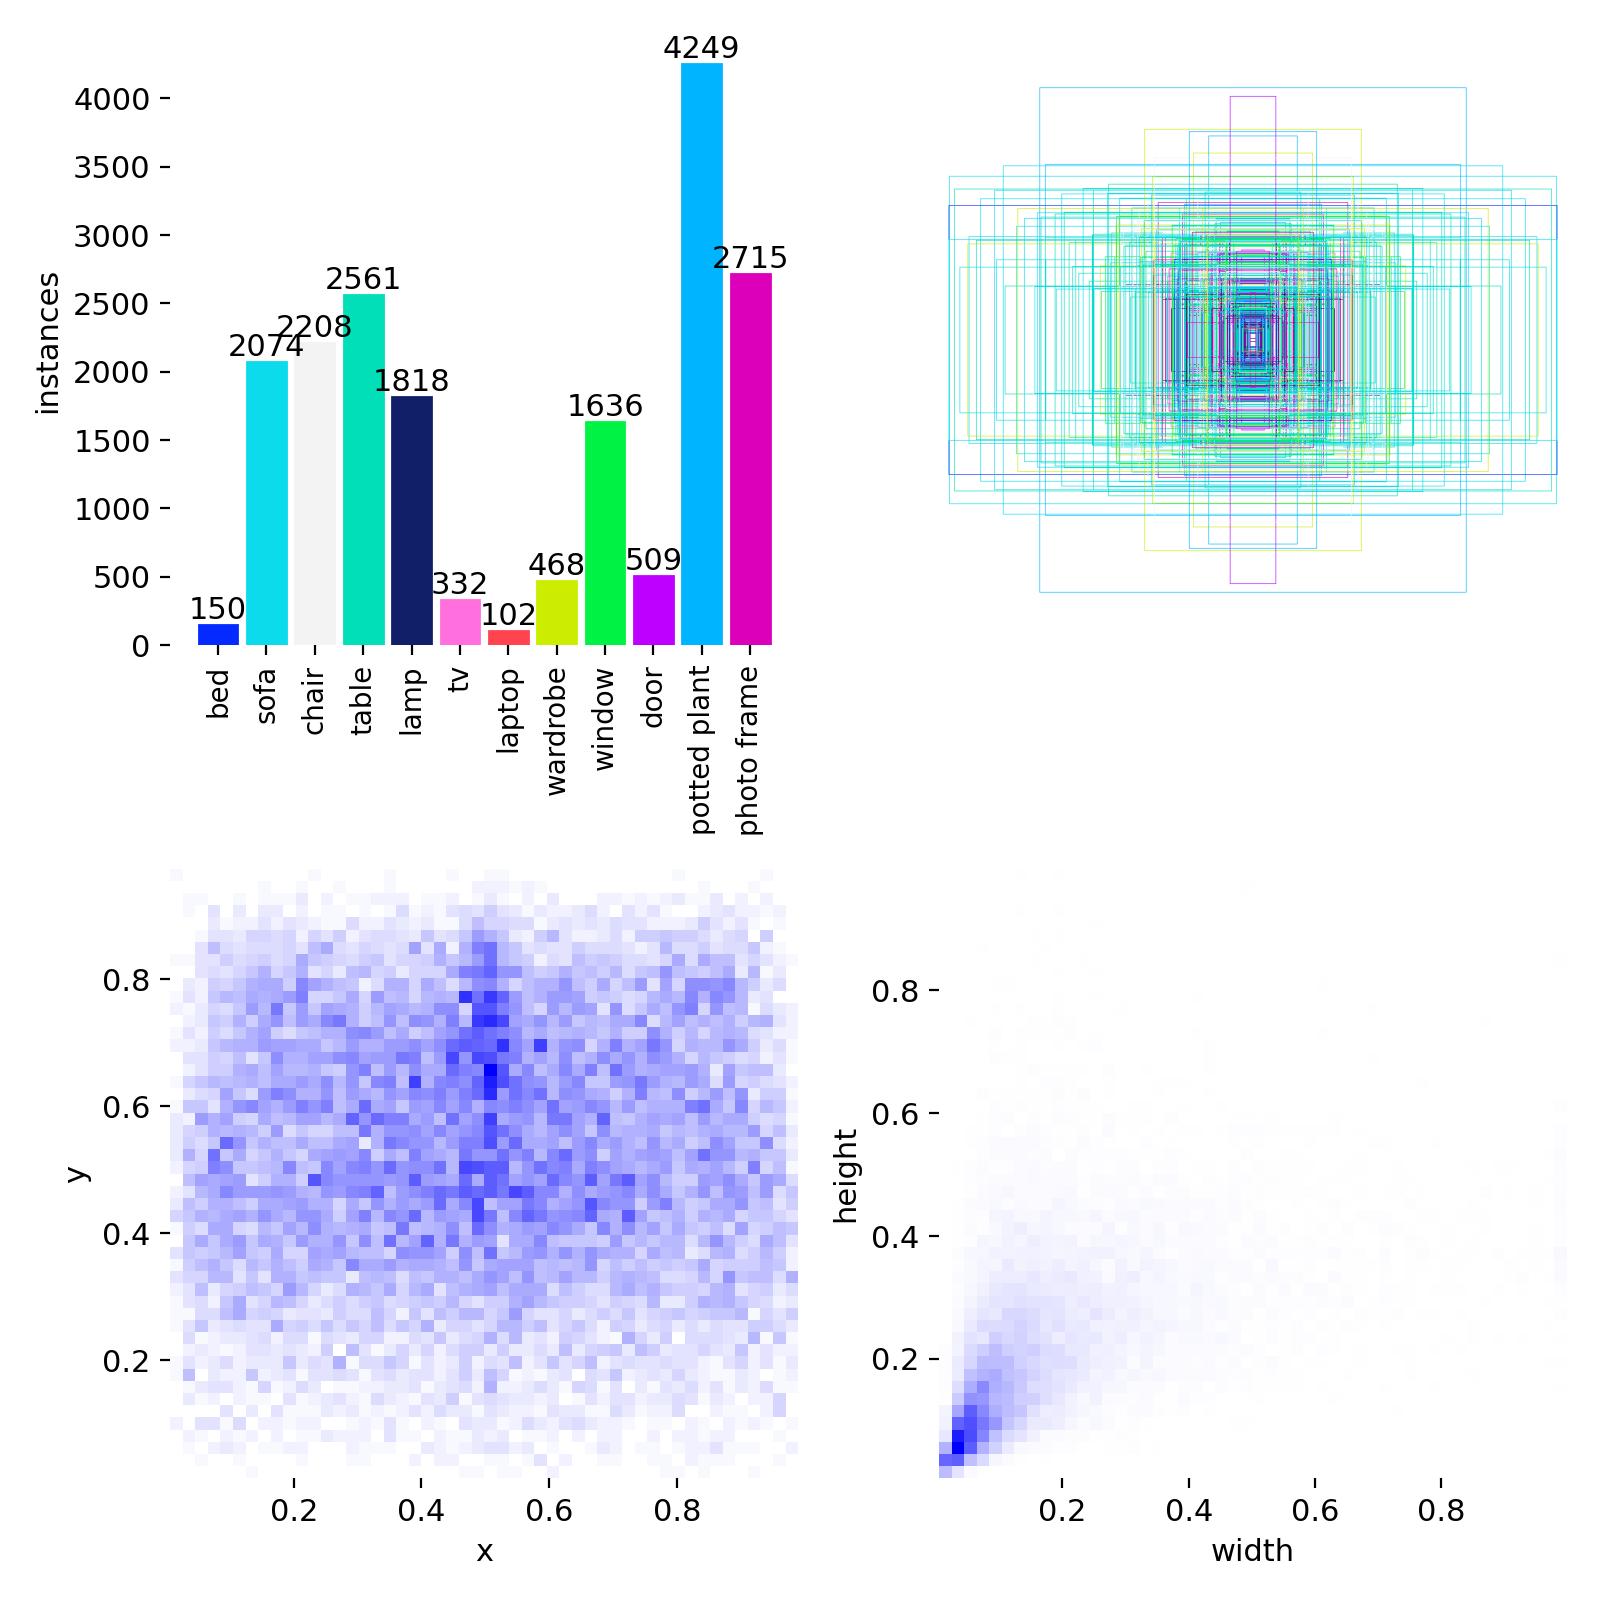 4249
4000
3500
3000
2715
2561
2500
2208
2074
2000
1818
1636
1500
1000
509
468
500
332
150
102
0
instances
bed
sofa
chair
table
lamp
tv
laptop
wardrobe
window
door
potted plant
photo frame
0.8
0.6
0.4
0.2
y
0.2 0.4 0.6 0.8
x
0.8
0.6
0.4
0.2
height
0.2 0.4 0.6 0.8
width